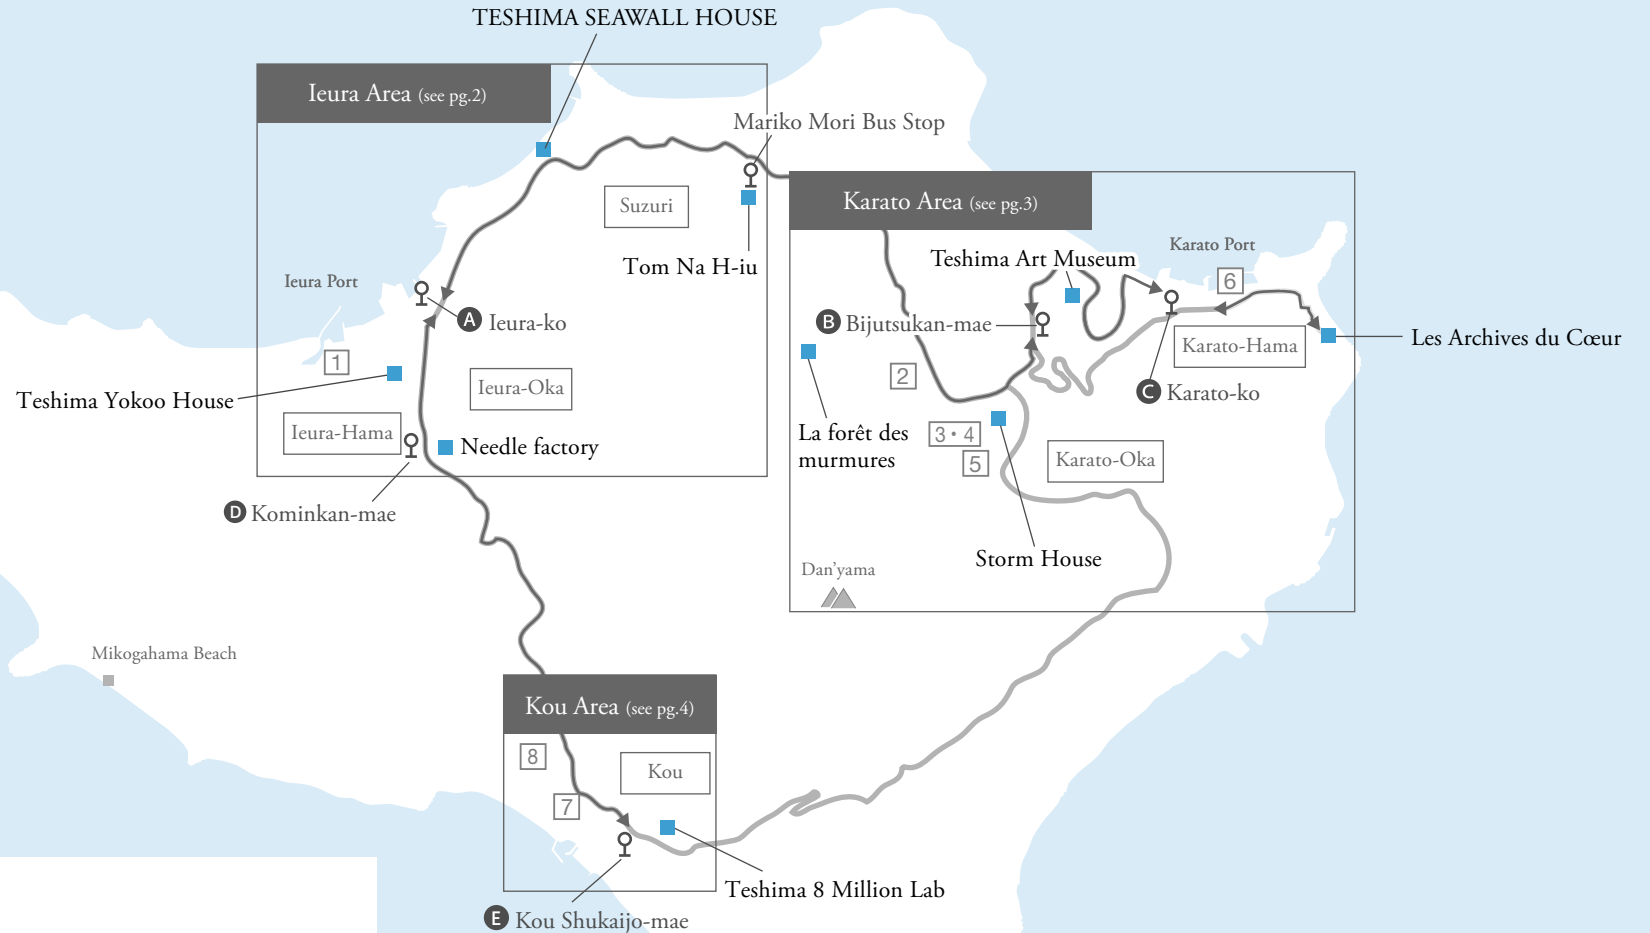 TESHIMA SEAWALL HOUSE
Ieura Area (see pg.2)
Mariko Mori Bus Stop
Suzuri
Tom Na H-iu
Ieura Port
A Ieura-ko
1
Ieura-Oka
Teshima Yokoo House
Ieura-Hama
Needle factory
D Kominkan-mae
Karato Area (see pg.3)
Teshima Art Museum
Karato Port
6
B Bijutsukan-mae
Karato-Hama
Les Archives du Cœur
2
C Karato-ko
La forêt des
murmures
3・4
5
Karato-Oka
Storm House
Dan'yama
Mikogahama Beach
Kou Area (see pg.4)
8
Kou
7
Teshima 8 Million Lab
E Kou Shukaijo-mae